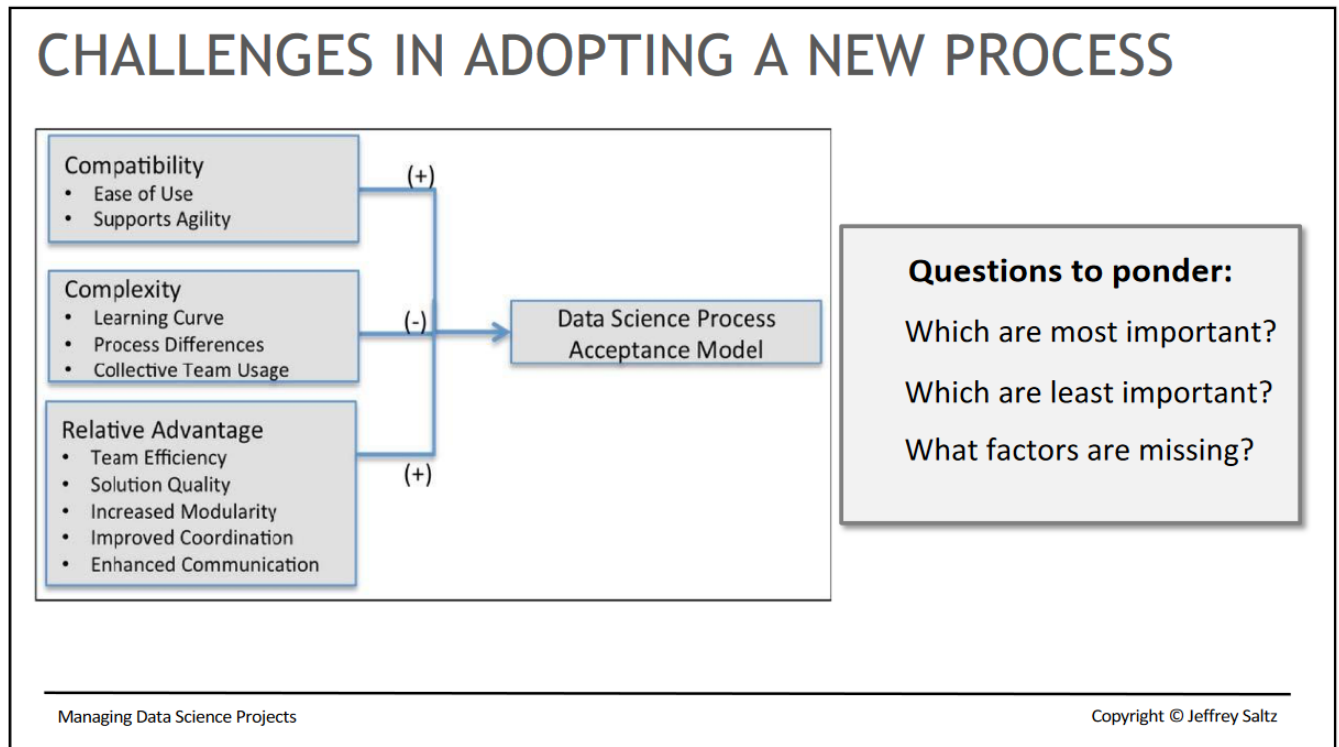 CHALLENGES IN ADOPTING A NEW PROCESS
Compatibility
• Ease of Use
• Supports Agility
(+)
Complexity
• Learning Curve
• Process Differences
• Collective Team Usage
(-)
Relative Advantage
• Team Efficiency
• Solution Quality
• Increased Modularity
• Improved Coordination
• Enhanced Communication
(+)
Data Science Process
Acceptance Model
Questions to ponder:
Which are most important?
Which are least important?
What factors are missing?
Managing Data Science Projects
Copyright © Jeffrey Saltz